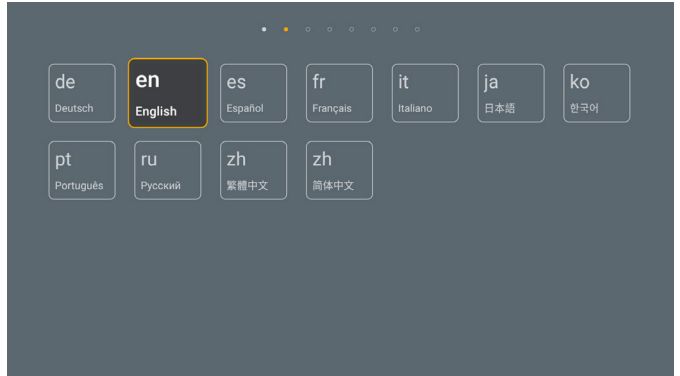 de
Deutsch
en
English
es
Español
fr
Français
it
Italiano
ja
日本語
ko
한국어
pt
Português
ru
Русский
zh
繁體中文
zh
简体中文